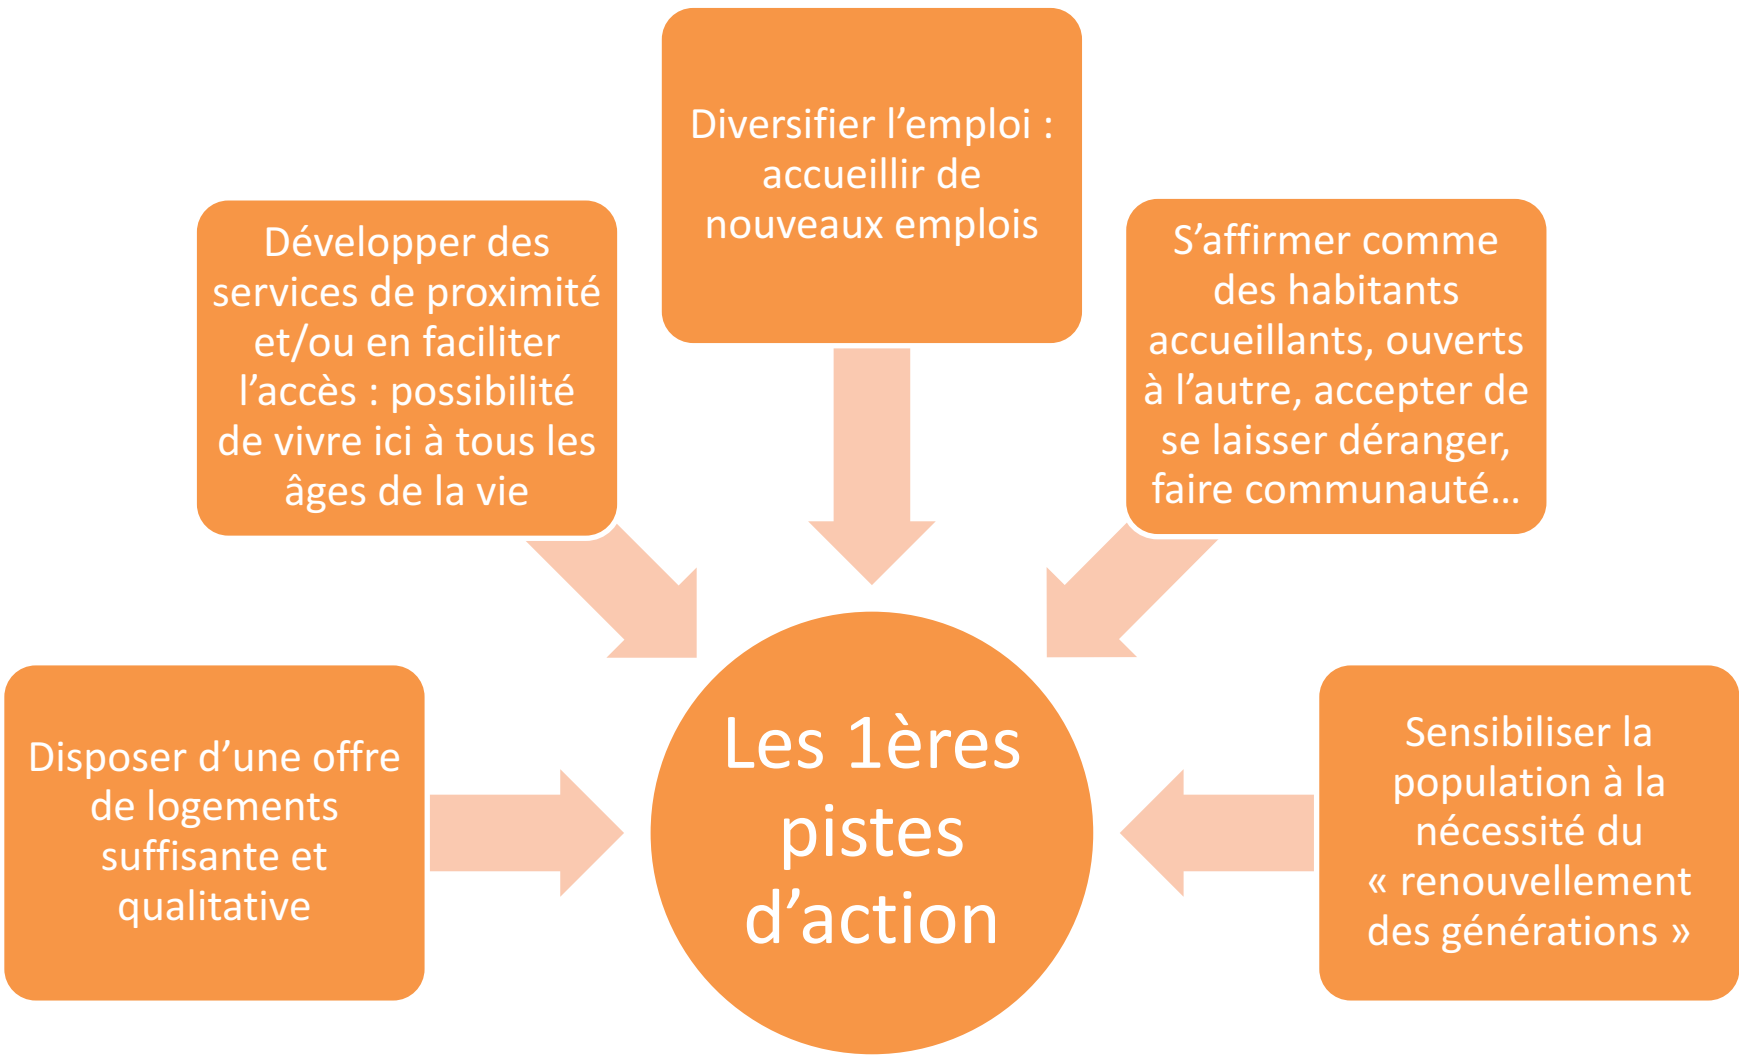 Diversifier l’emploi :
accueillir de
nouveaux emplois
Développer des
services de proximité
et/ou en faciliter
l’accès : possibilité
de vivre ici à tous les
âges de la vie
S’affirmer comme
des habitants
accueillants, ouverts
à l’autre, accepter de
se laisser déranger,
faire communauté…
Disposer d’une offre
de logements
suffisante et
qualitative
Les 1ères
pistes
d’action
Sensibiliser la
population à la
nécessité du
« renouvellement
des générations »